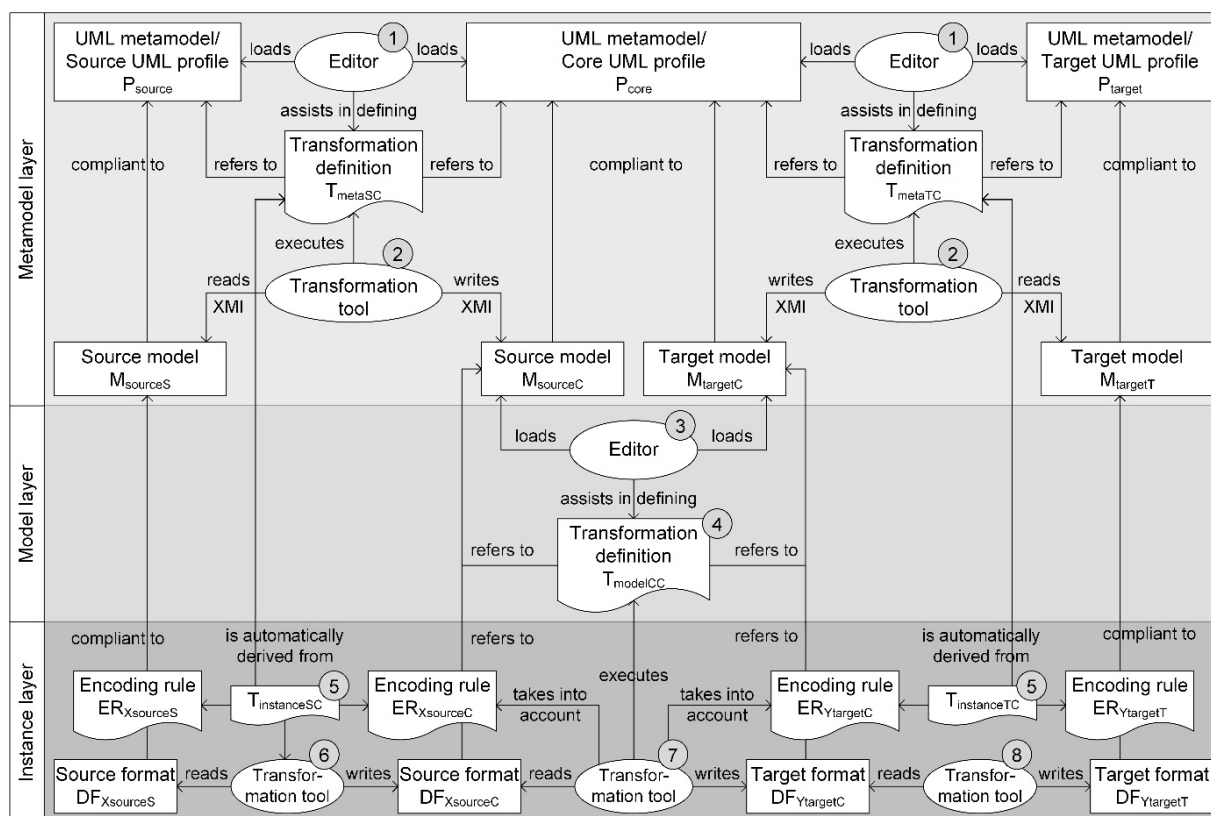 Metamodel layer
UML metamodel/
Source UML profile
Psource
loads
Editor
1
loads
UML metamodel/
Core UML profile
Pcore
loads
Editor
1
loads
UML metamodel/
Target UML profile
Ptarget
assists in defining
assists in defining
compliant to
refers to
Transformation
definition
TmetaSC
refers to
compliant to
refers to
Transformation
definition
TmetaTC
refers to
compliant to
executes
executes
reads
XMI
Transformation
tool
2
writes
XMI
writes
XMI
Transformation
tool
2
reads
XMI
Source model
MsourceS
Source model
MsourceC
Target model
MtargetC
Target model
MtargetT
Model layer
loads
Editor
3
loads
assists in defining
refers to
Transformation
definition
TmodelCC
4
refers to
Instance layer
compliant to
is automatically
derived from
refers to
executes
refers to
is automatically
derived from
compliant to
Encoding rule
ERXsourceS
TinstanceSC
5
Encoding rule
ERXsourceC
takes into
account
takes into
account
Encoding rule
ERYtargetC
TinstanceTC
5
Encoding rule
ERYtargetT
Source format
DFXsourceS
reads
Transfor-
mation tool
6
writes
Source format
DFXsourceC
reads
Transfor-
mation tool
7
writes
Target format
DFYtargetC
reads
Transfor-
mation tool
8
writes
Target format
DFYtargetT